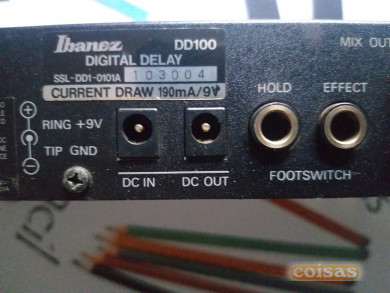 Ibanez DD100
MIX OUT
DIGITAL DELAY
SSL-DD1-0101A 103004
CURRENT DRAW 190mA/9V
HOLD EFFECT
RING +9V
TIP GND
DC IN DC OUT
FOOTSWITCH
coisas